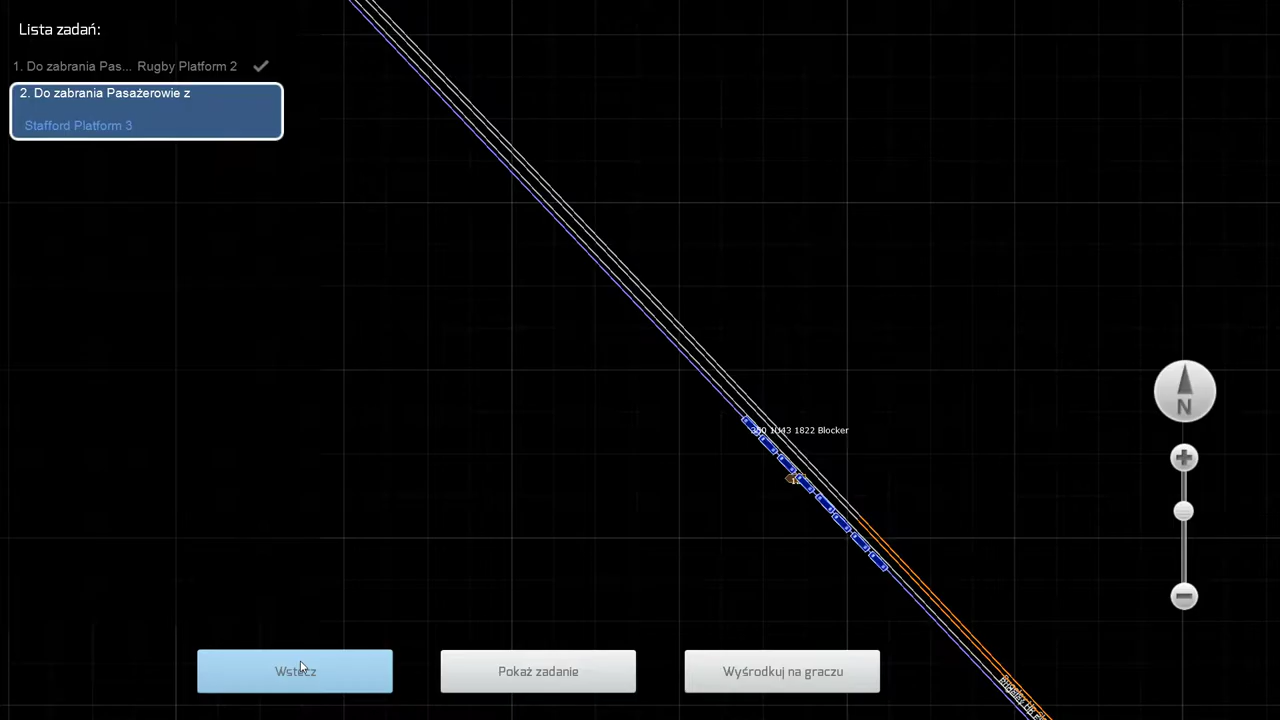 Lista zadań:
1. Do zabrania Pas... Rugby Platform 2
2. Do zabrania Pasażerowie z
Stafford Platform 3
1U43 1822 Blocker
N
Wstecz
Pokaż zadanie
Wyśrodkuj na graczu